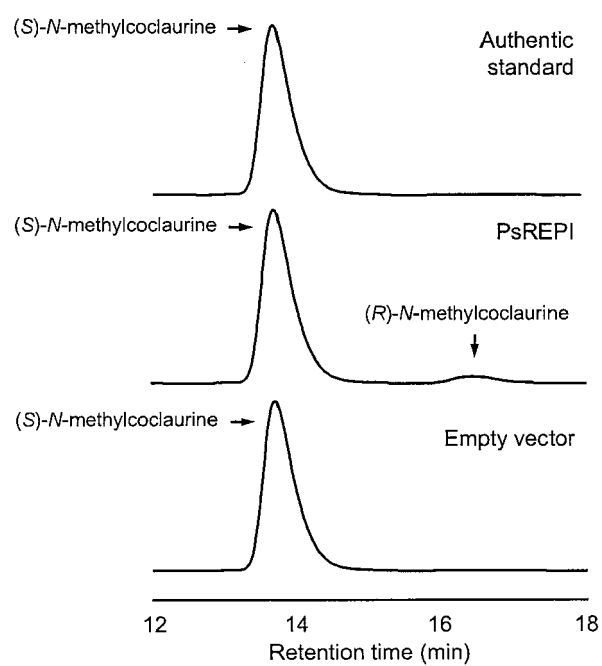 (S)-N-methylcoclaurine
Authentic
standard
(S)-N-methylcoclaurine
PsREPI
(R)-N-methylcoclaurine
(S)-N-methylcoclaurine
Empty vector
12 14 16 18
Retention time (min)